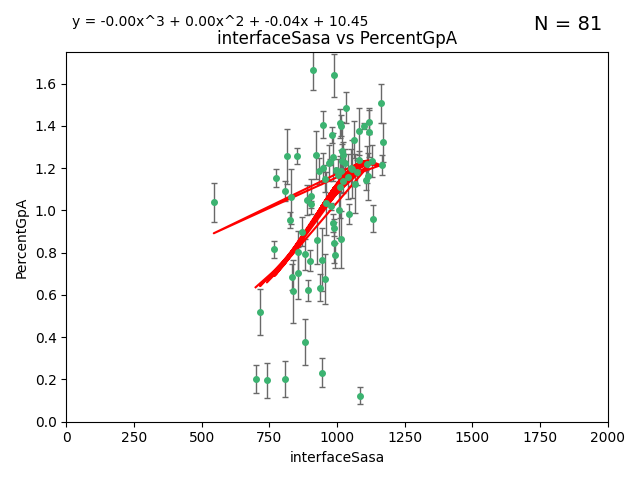 y = -0.00x^3 + 0.00x^2 + -0.04x + 10.45
N = 81
interfaceSasa vs PercentGpA
PercentGpA
1.6
1.4
1.2
1.0
0.8
0.6
0.4
0.2
0.0
0 250 500 750 1000 1250 1500 1750 2000
interfaceSasa